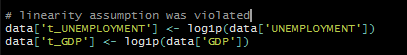 # linearity assumption was violated
data['t_UNEMPLOYMENT'] <- log1p(data['UNEMPLOYMENT'])
data['t_GDP'] <- log1p(data['GDP'])